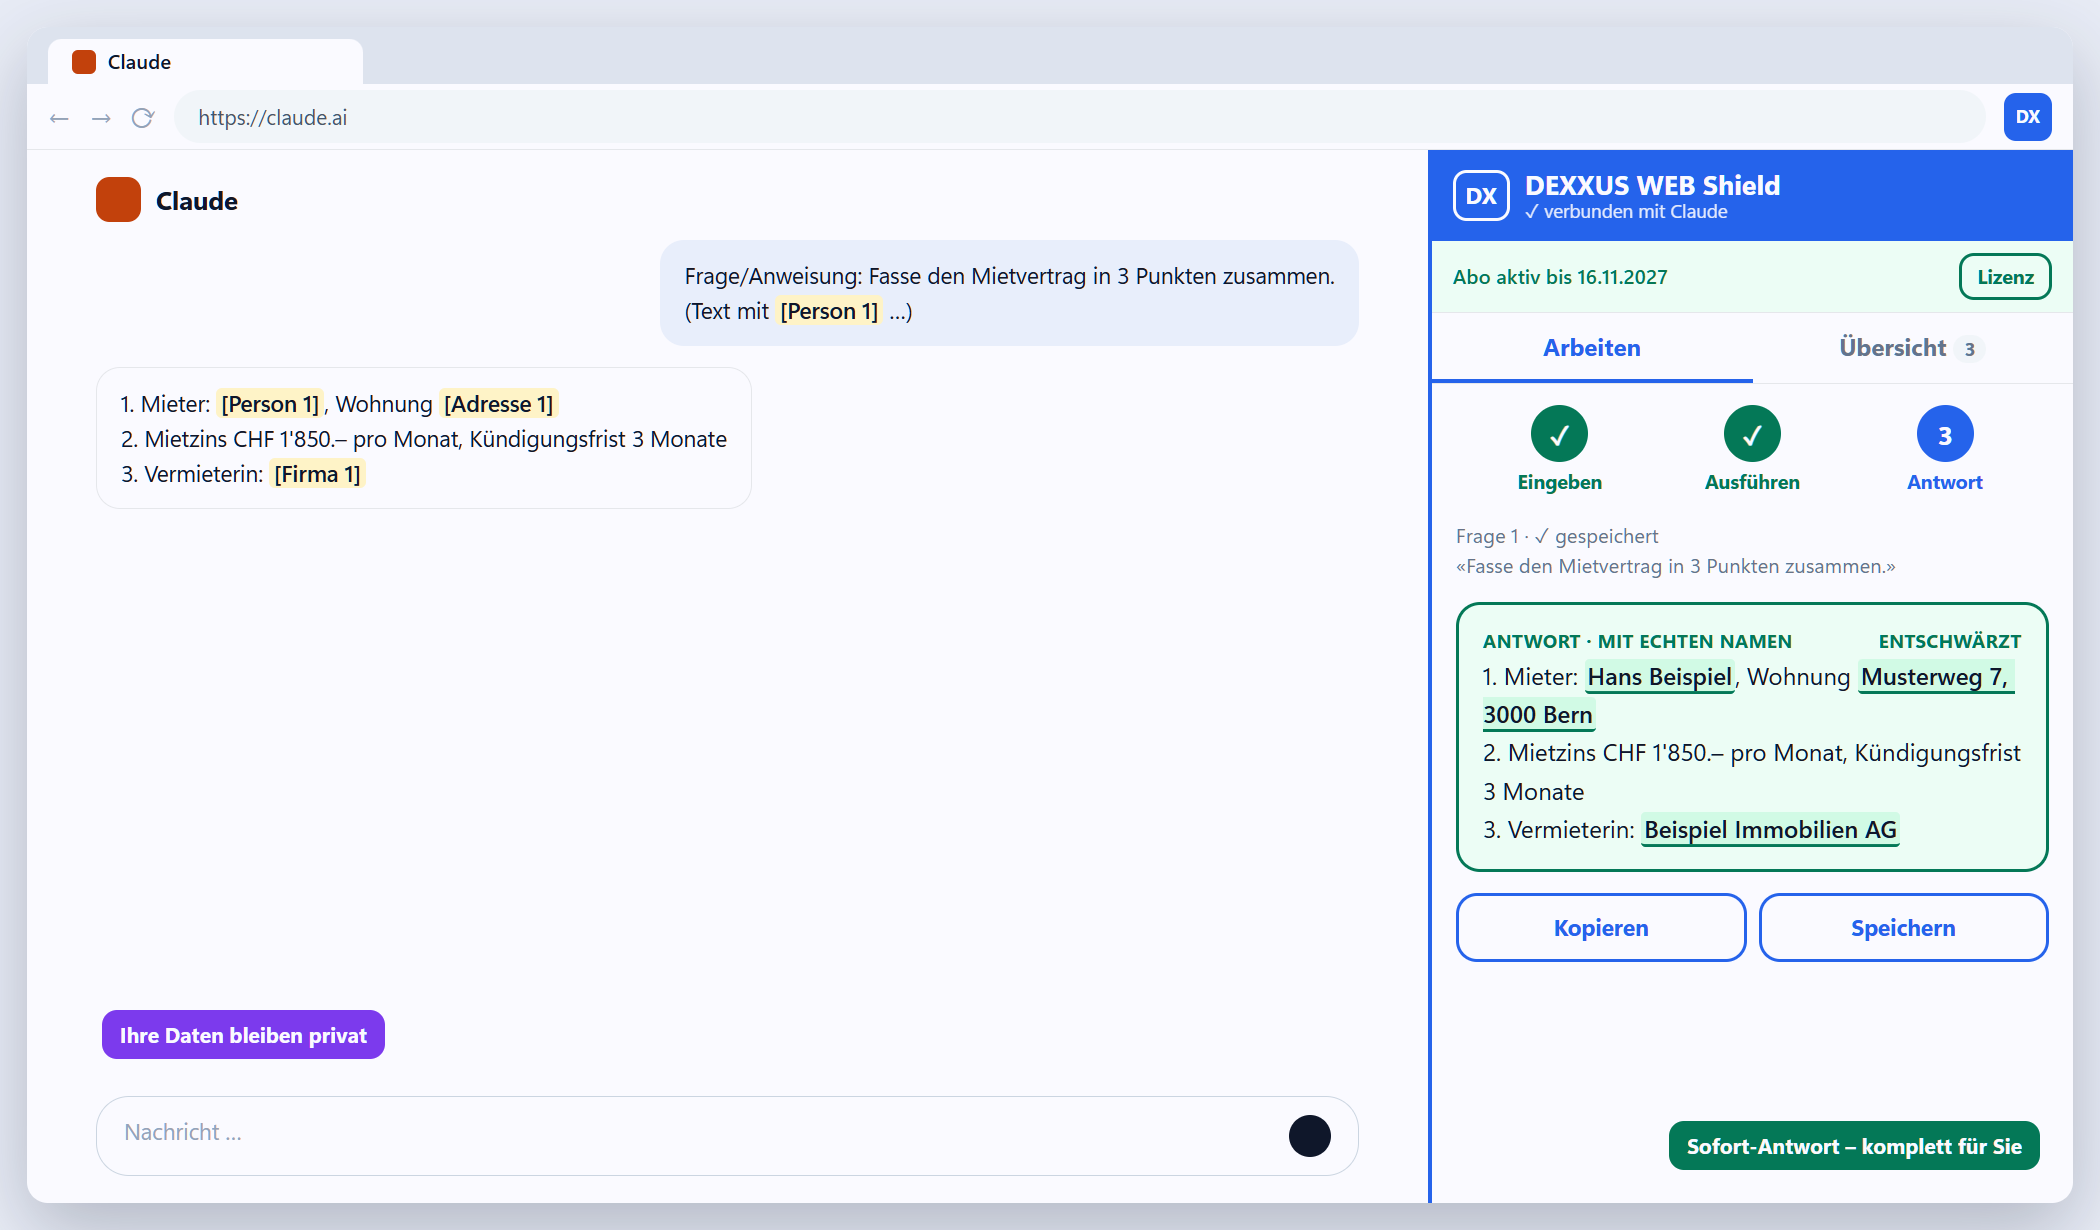 Claude
https://claude.ai
DX
Claude
Frage/Anweisung: Fasse den Mietvertrag in 3 Punkten zusammen.
(Text mit [Person 1] ...)
1. Mieter: [Person 1], Wohnung [Adresse 1]
2. Mietzins CHF 1'850.– pro Monat, Kündigungsfrist 3 Monate
3. Vermieterin: [Firma 1]
Ihre Daten bleiben privat
Nachricht ...
DX
DEXXUS WEB Shield
✓ verbunden mit Claude
Abo aktiv bis 16.11.2027
Lizenz
Arbeiten
Übersicht 3
✓
✓
3
Eingeben
Ausführen
Antwort
Frage 1 · ✓ gespeichert
«Fasse den Mietvertrag in 3 Punkten zusammen.»
ANTWORT · MIT ECHTEN NAMEN
ENTSCHWÄRZT
1. Mieter: Hans Beispiel, Wohnung Musterweg 7,
3000 Bern
2. Mietzins CHF 1'850.– pro Monat, Kündigungsfrist
3 Monate
3. Vermieterin: Beispiel Immobilien AG
Kopieren
Speichern
Sofort-Antwort – komplett für Sie